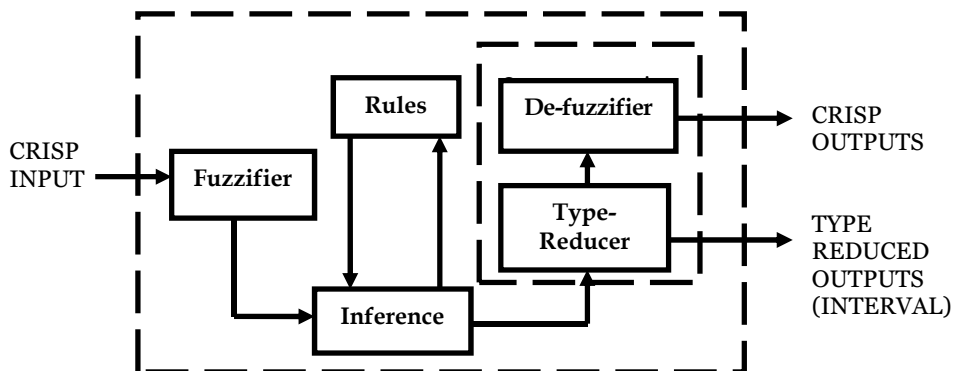 CRISP
INPUT
Fuzzifier
Rules
Inference
De-fuzzifier
Type-
Reducer
CRISP
OUTPUTS
TYPE
REDUCED
OUTPUTS
(INTERVAL)